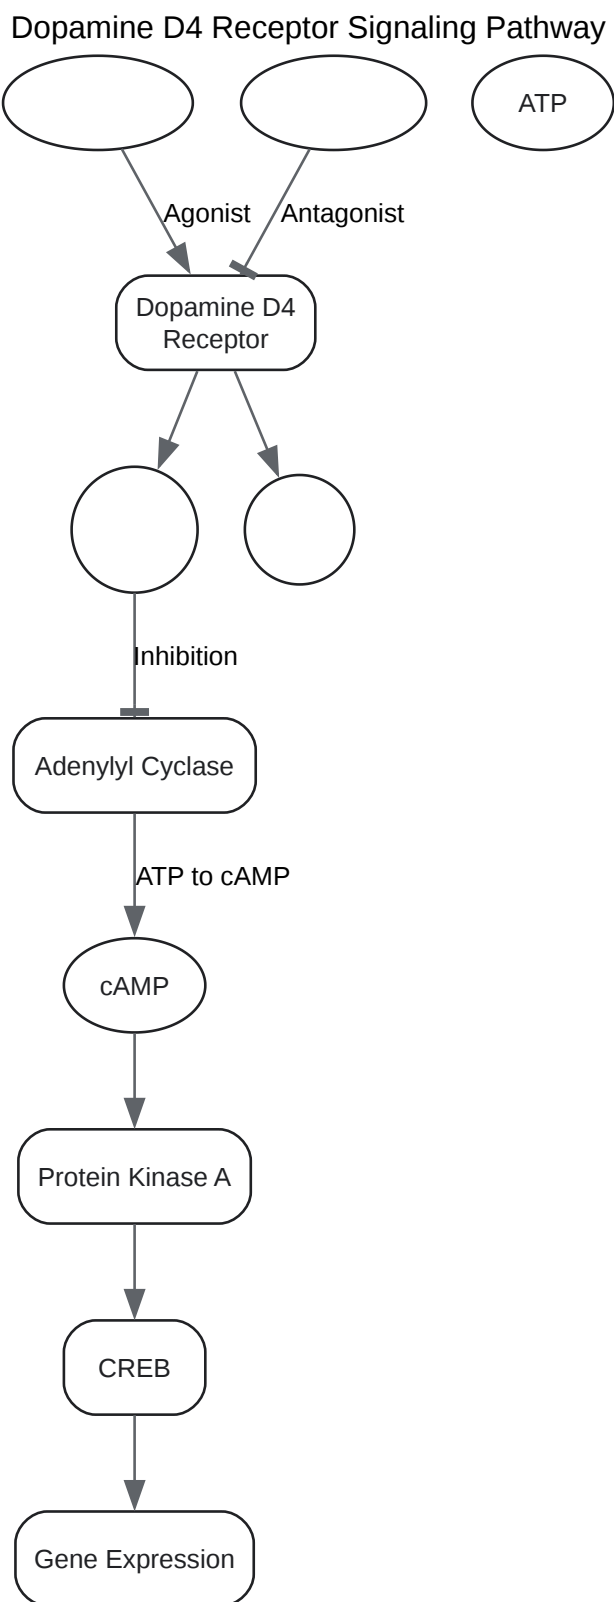 Dopamine D4 Receptor Signaling Pathway
ATP
Agonist
Antagonist
Dopamine D4
Receptor
Inhibition
Adenylyl Cyclase
ATP to cAMP
cAMP
Protein Kinase A
CREB
Gene Expression